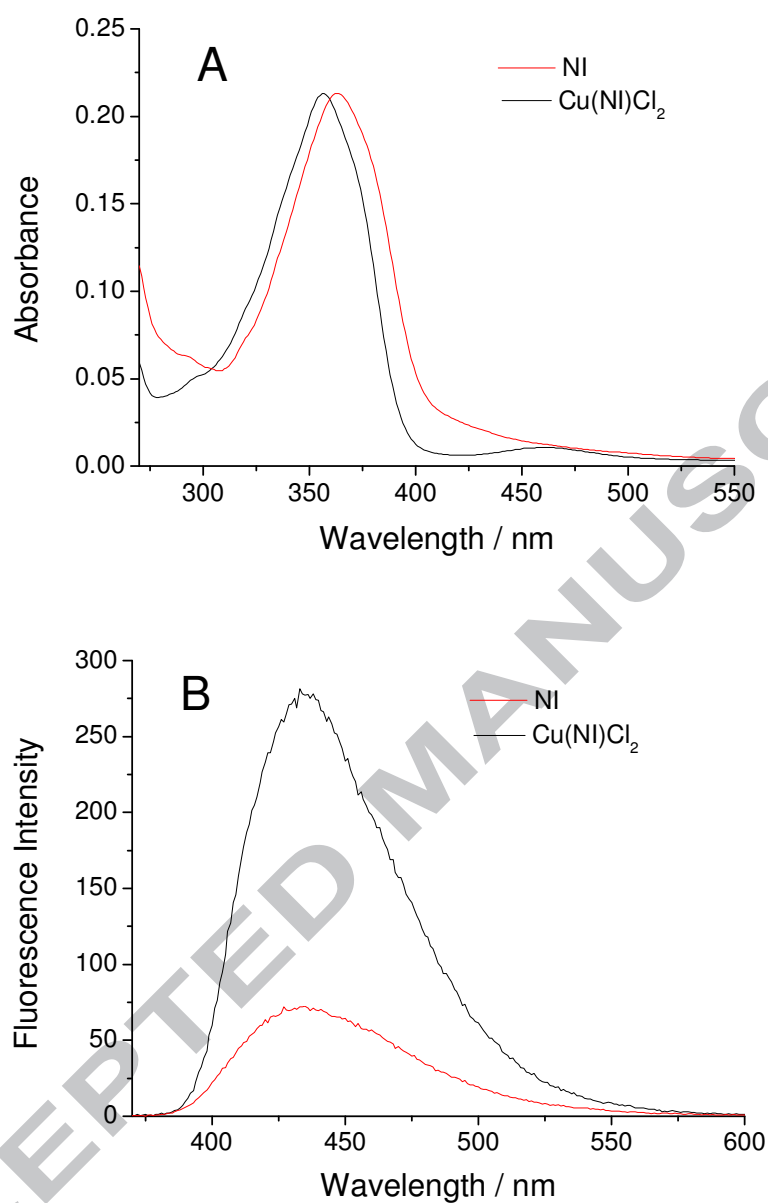 A
NI
Cu(NI)Cl₂
Absorbance
0.25
0.20
0.15
0.10
0.05
0.00
300 350 400 450 500 550
Wavelength / nm
B
NI
Cu(NI)Cl₂
Fluorescence Intensity
300
250
200
150
100
50
0
400 450 500 550 600
Wavelength / nm
EPTED MANUSC